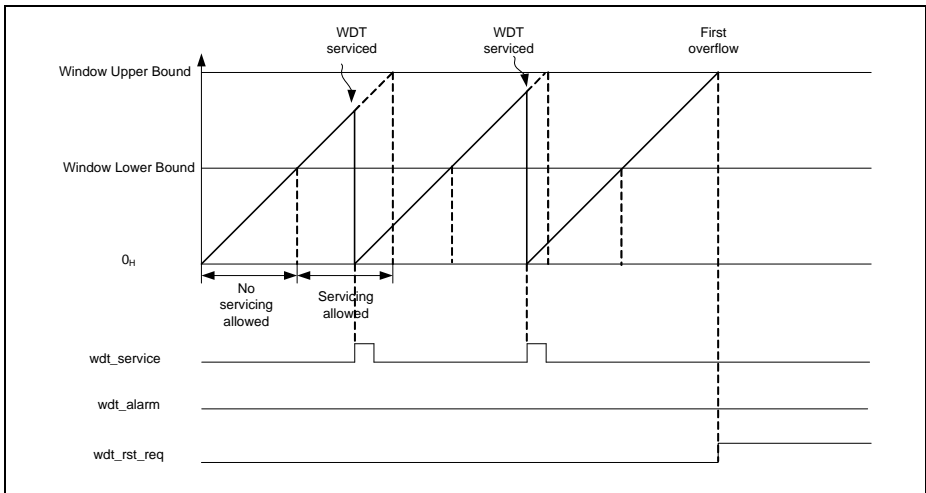 WDT
serviced
WDT
serviced
First
overflow
Window Upper Bound
Window Lower Bound
0H
No
servicing
allowed
Servicing
allowed
wdt_service
wdt_alarm
wdt_rst_req